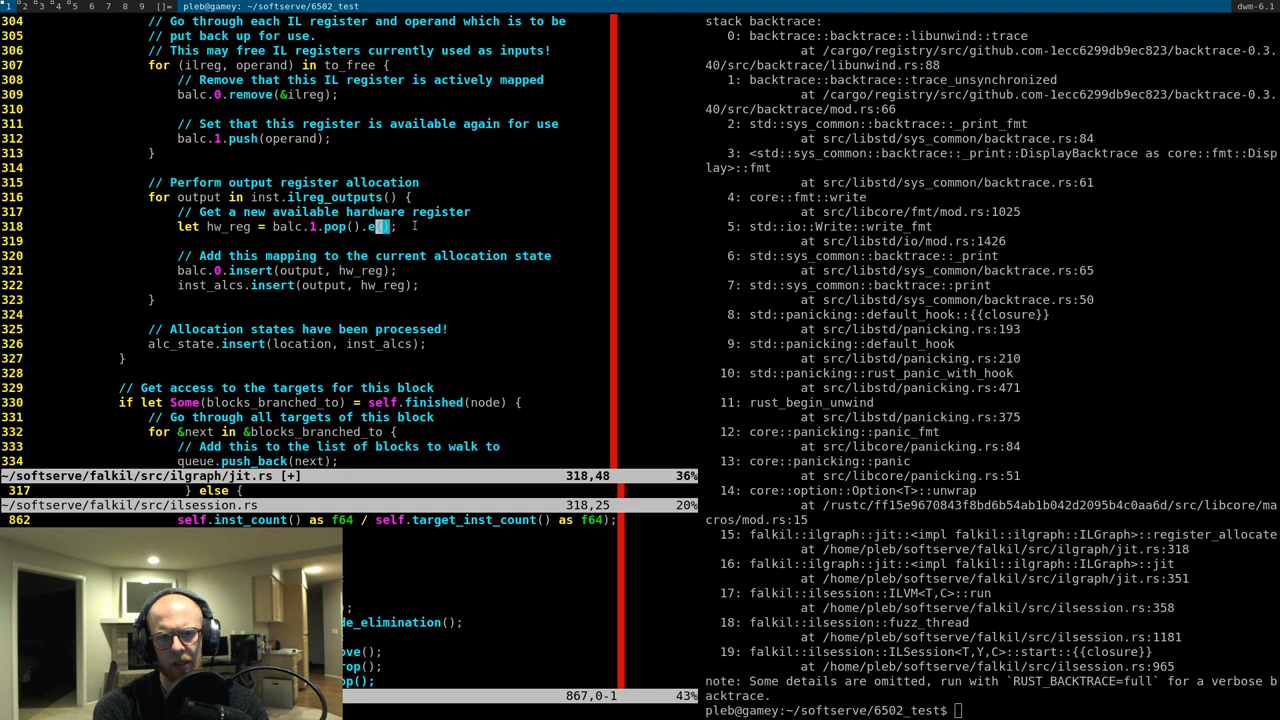 1 2 3 4 5 6 7 8 9 []= pleb@gamey: ~/softserve/6502_test dwm-6.1
304 // Go through each IL register and operand which is to be
305 // put back up for use.
306 // This may free IL registers currently used as inputs!
307 for (ilreg, operand) in to_free {
308 // Remove that this IL register is actively mapped
309 balc.0.remove(&ilreg);
310
311 // Set that this register is available again for use
312 balc.1.push(operand);
313 }
314
315 // Perform output register allocation
316 for output in inst.ilreg_outputs() {
317 // Get a new available hardware register
318 let hw_reg = balc.1.pop().e();
319
320 // Add this mapping to the current allocation state
321 balc.0.insert(output, hw_reg);
322 inst_alcs.insert(output, hw_reg);
323 }
324
325 // Allocation states have been processed!
326 alc_state.insert(location, inst_alcs);
327 }
328
329 // Get access to the targets for this block
330 if let Some(blocks_branched_to) = self.finished(node) {
331 // Go through all targets of this block
332 for &next in &blocks_branched_to {
333 // Add this to the list of blocks to walk to
334 queue.push_back(next);
~/softserve/falkil/src/ilgraph/jit.rs [+] 318,48 36%
317 } else {
~/softserve/falkil/src/ilsession.rs 318,25 20%
862 self.inst_count() as f64 / self.target_inst_count() as f64);
);
de_elimination();
ove();
rop();
op();
867,0-1 43%
stack backtrace:
0: backtrace::backtrace::libunwind::trace
at /cargo/registry/src/github.com-1ecc6299db9ec823/backtrace-0.3.
40/src/backtrace/libunwind.rs:88
1: backtrace::backtrace::trace_unsynchronized
at /cargo/registry/src/github.com-1ecc6299db9ec823/backtrace-0.3.
40/src/backtrace/mod.rs:66
2: std::sys_common::backtrace::_print_fmt
at src/libstd/sys_common/backtrace.rs:84
3: <std::sys_common::backtrace::_print::DisplayBacktrace as core::fmt::Disp
lay>::fmt
at src/libstd/sys_common/backtrace.rs:61
4: core::fmt::write
at src/libcore/fmt/mod.rs:1025
5: std::io::Write::write_fmt
at src/libstd/io/mod.rs:1426
6: std::sys_common::backtrace::_print
at src/libstd/sys_common/backtrace.rs:65
7: std::sys_common::backtrace::print
at src/libstd/sys_common/backtrace.rs:50
8: std::panicking::default_hook::{{closure}}
at src/libstd/panicking.rs:193
9: std::panicking::default_hook
at src/libstd/panicking.rs:210
10: std::panicking::rust_panic_with_hook
at src/libstd/panicking.rs:471
11: rust_begin_unwind
at src/libstd/panicking.rs:375
12: core::panicking::panic_fmt
at src/libcore/panicking.rs:84
13: core::panicking::panic
at src/libcore/panicking.rs:51
14: core::option::Option<T>::unwrap
at /rustc/ff15e9670843f8bd6b54ab1b042d2095b4c0aa6d/src/libcore/ma
cros/mod.rs:15
15: falkil::ilgraph::jit::<impl falkil::ilgraph::ILGraph>::register_allocate
at /home/pleb/softserve/falkil/src/ilgraph/jit.rs:318
16: falkil::ilgraph::jit::<impl falkil::ilgraph::ILGraph>::jit
at /home/pleb/softserve/falkil/src/ilgraph/jit.rs:351
17: falkil::ilsession::ILVM<T,C>::run
at /home/pleb/softserve/falkil/src/ilsession.rs:358
18: falkil::ilsession::fuzz_thread
at /home/pleb/softserve/falkil/src/ilsession.rs:1181
19: falkil::ilsession::ILSession<T,Y,C>::start::{{closure}}
at /home/pleb/softserve/falkil/src/ilsession.rs:965
note: Some details are omitted, run with `RUST_BACKTRACE=full` for a verbose b
acktrace.
pleb@gamey:~/softserve/6502_test$